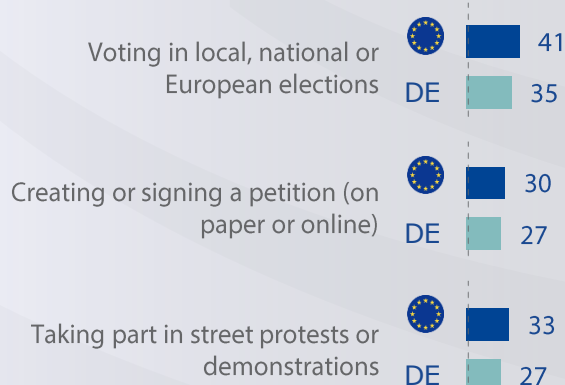 Voting in local, national or
European elections
41
DE
35
Creating or signing a petition (on
paper or online)
30
DE
27
Taking part in street protests or
demonstrations
33
DE
27